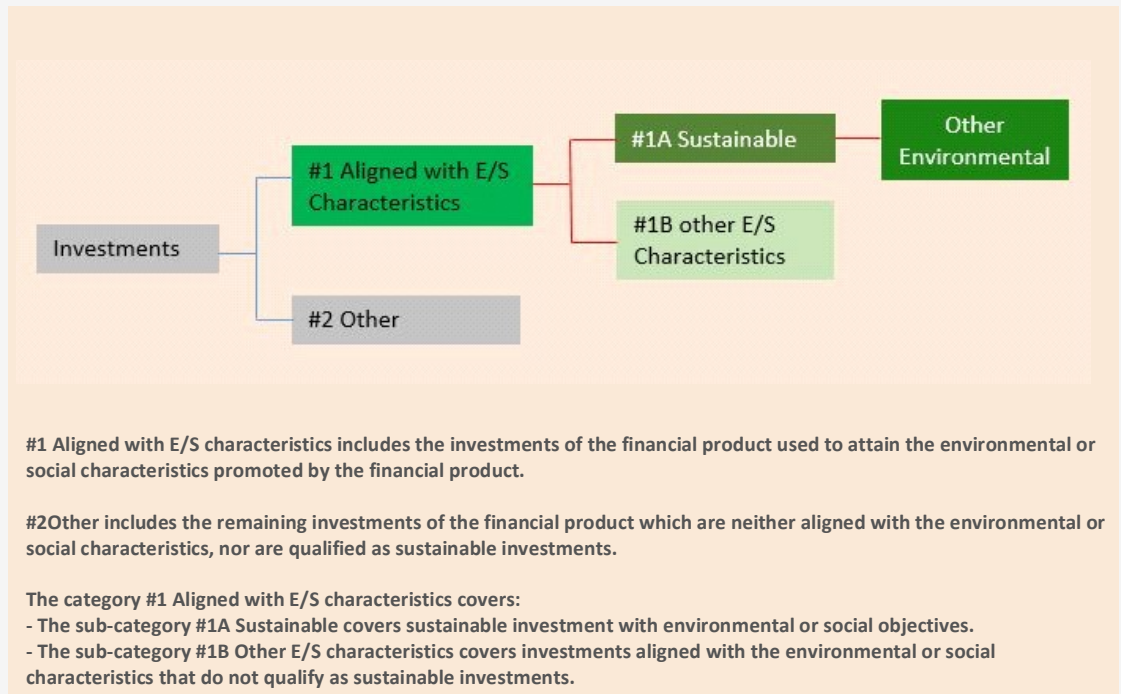 Investments
#1 Aligned with E/S
Characteristics
#2 Other
#1A Sustainable
#1B other E/S
Characteristics
Other
Environmental
#1 Aligned with E/S characteristics includes the investments of the financial product used to attain the environmental or
social characteristics promoted by the financial product.
#2Other includes the remaining investments of the financial product which are neither aligned with the environmental or
social characteristics, nor are qualified as sustainable investments.
The category #1 Aligned with E/S characteristics covers:
- The sub-category #1A Sustainable covers sustainable investment with environmental or social objectives.
- The sub-category #1B Other E/S characteristics covers investments aligned with the environmental or social
characteristics that do not qualify as sustainable investments.